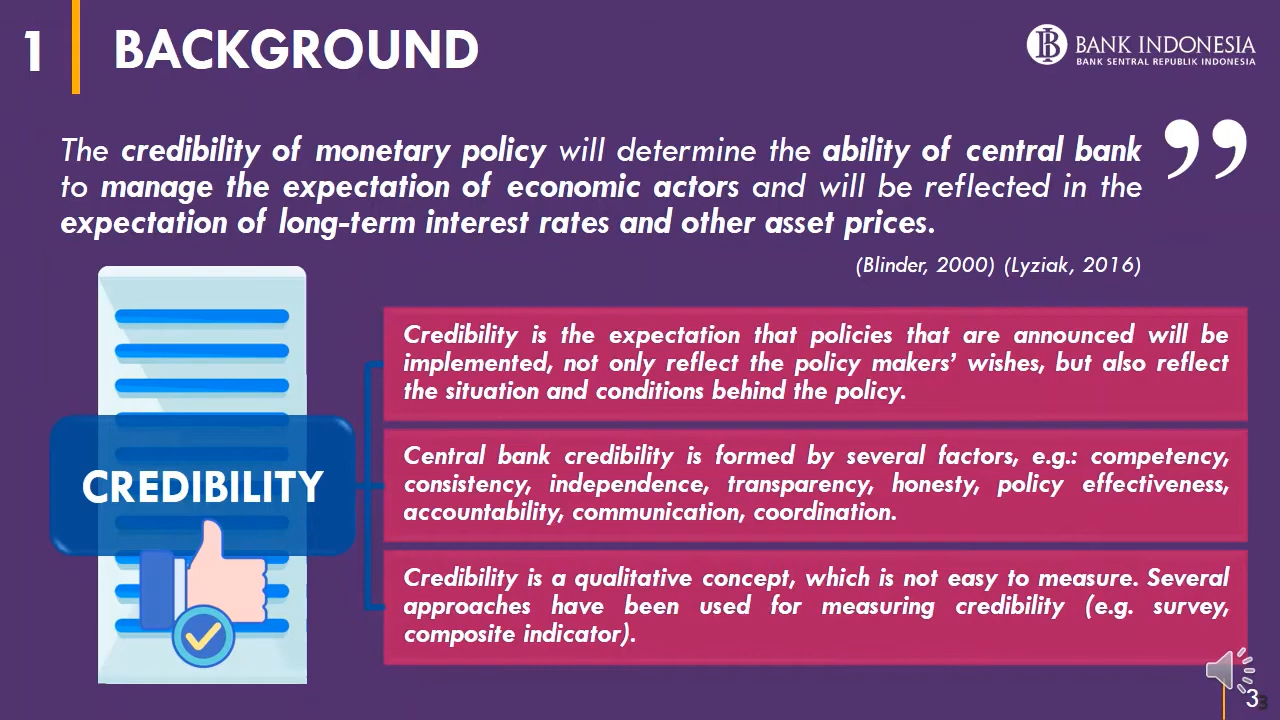 1
BACKGROUND
BANK INDONESIA
BANK SENTRAL REPUBLIK INDONESIA
The credibility of monetary policy will determine the ability of central bank
to manage the expectation of economic actors and will be reflected in the
expectation of long-term interest rates and other asset prices.
”
(Blinder, 2000) (Lyziak, 2016)
CREDIBILITY
Credibility is the expectation that policies that are announced will be
implemented, not only reflect the policy makers’ wishes, but also reflect
the situation and conditions behind the policy.
Central bank credibility is formed by several factors, e.g.: competency,
consistency, independence, transparency, honesty, policy effectiveness,
accountability, communication, coordination.
Credibility is a qualitative concept, which is not easy to measure. Several
approaches have been used for measuring credibility (e.g. survey,
composite indicator).
3
3